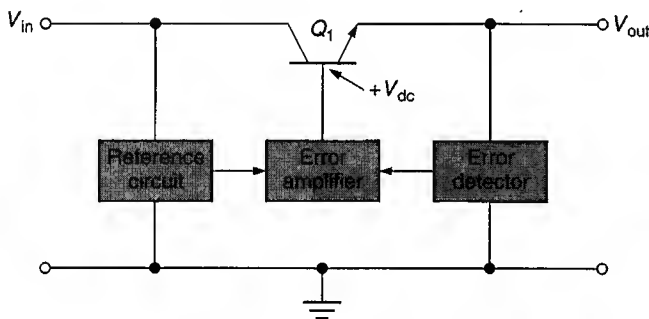 V_in
Q_1
V_out
+V_dc
Reference
circuit
Error
amplifier
Error
detector